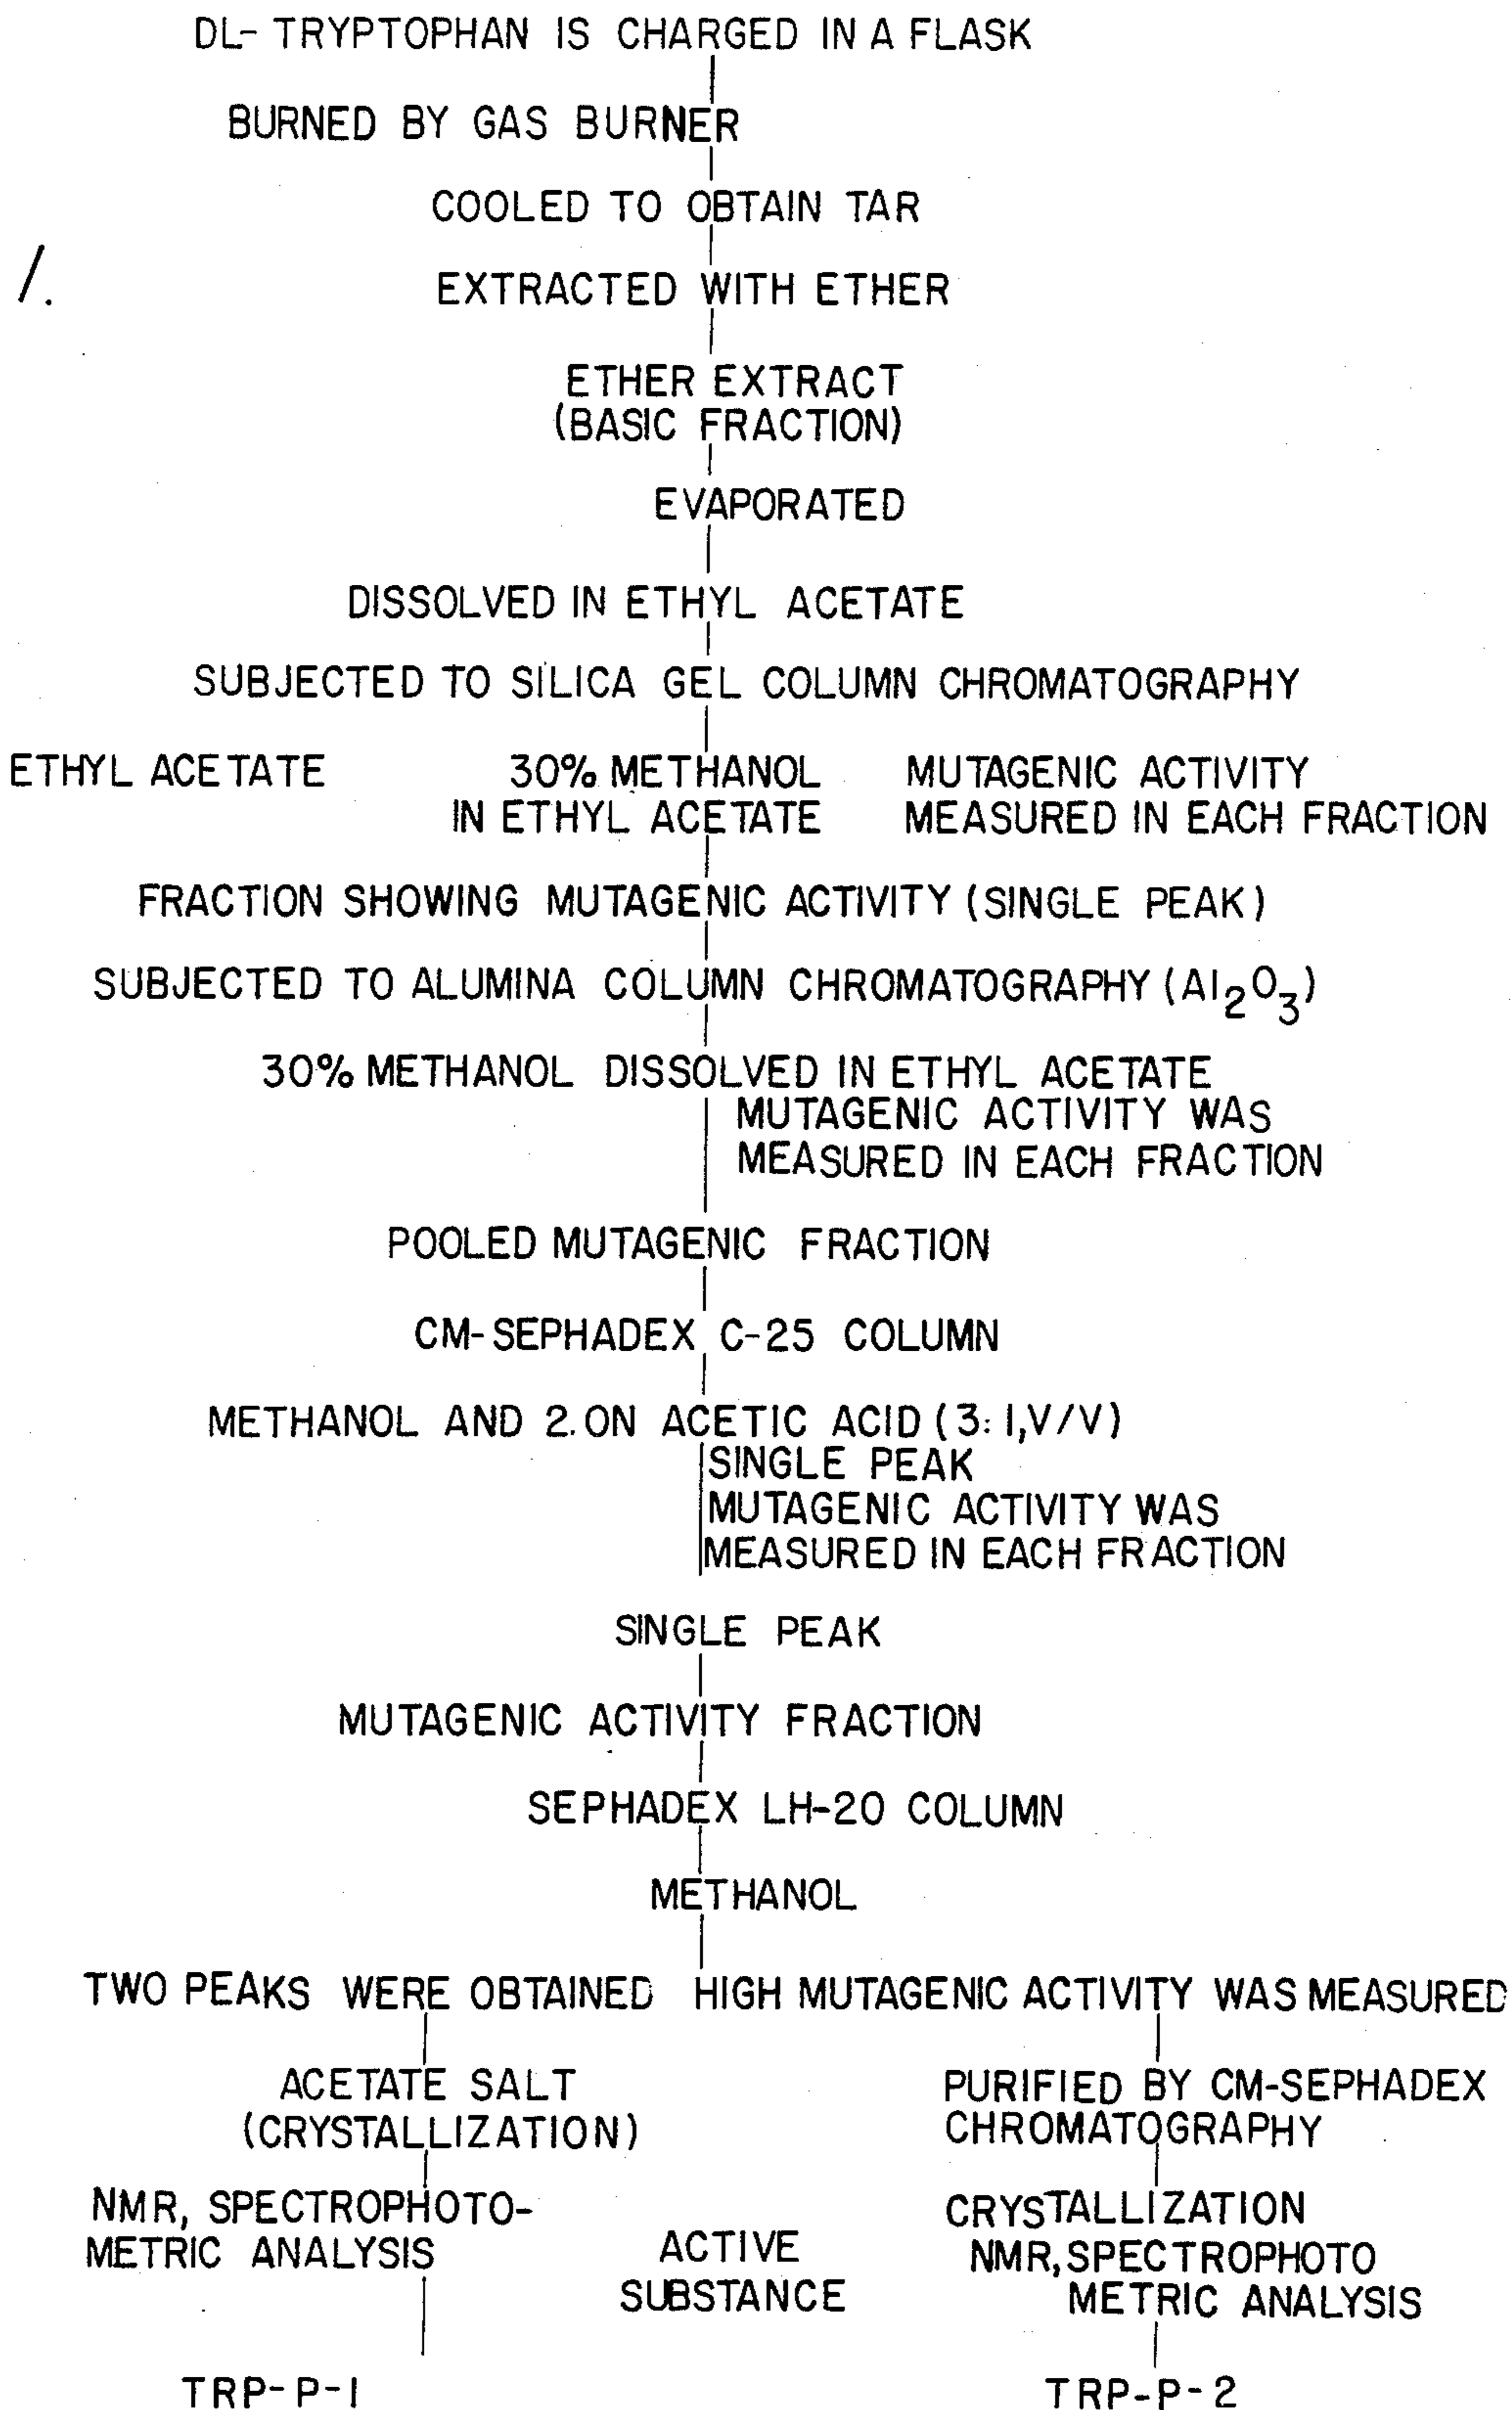 DL- TRYPTOPHAN IS CHARGED IN A FLASK
BURNED BY GAS BURNER
COOLED TO OBTAIN TAR
1.
EXTRACTED WITH ETHER
ETHER EXTRACT
(BASIC FRACTION)
EVAPORATED
DISSOLVED IN ETHYL ACETATE
SUBJECTED TO SILICA GEL COLUMN CHROMATOGRAPHY
ETHYL ACETATE 30% METHANOL MUTAGENIC ACTIVITY
IN ETHYL ACETATE MEASURED IN EACH FRACTION
FRACTION SHOWING MUTAGENIC ACTIVITY (SINGLE PEAK)
SUBJECTED TO ALUMINA COLUMN CHROMATOGRAPHY (Al2O3)
30% METHANOL DISSOLVED IN ETHYL ACETATE
MUTAGENIC ACTIVITY WAS
MEASURED IN EACH FRACTION
POOLED MUTAGENIC FRACTION
CM-SEPHADEX C-25 COLUMN
METHANOL AND 2.0N ACETIC ACID (3:1,V/V)
SINGLE PEAK
MUTAGENIC ACTIVITY WAS
MEASURED IN EACH FRACTION
SINGLE PEAK
MUTAGENIC ACTIVITY FRACTION
SEPHADEX LH-20 COLUMN
METHANOL
TWO PEAKS WERE OBTAINED HIGH MUTAGENIC ACTIVITY WAS MEASURED
ACETATE SALT
(CRYSTALLIZATION)
NMR, SPECTROPHOTO-
METRIC ANALYSIS
ACTIVE
SUBSTANCE
PURIFIED BY CM-SEPHADEX
CHROMATOGRAPHY
CRYSTALLIZATION
NMR, SPECTROPHOTO
METRIC ANALYSIS
TRP-P-1
TRP-P-2